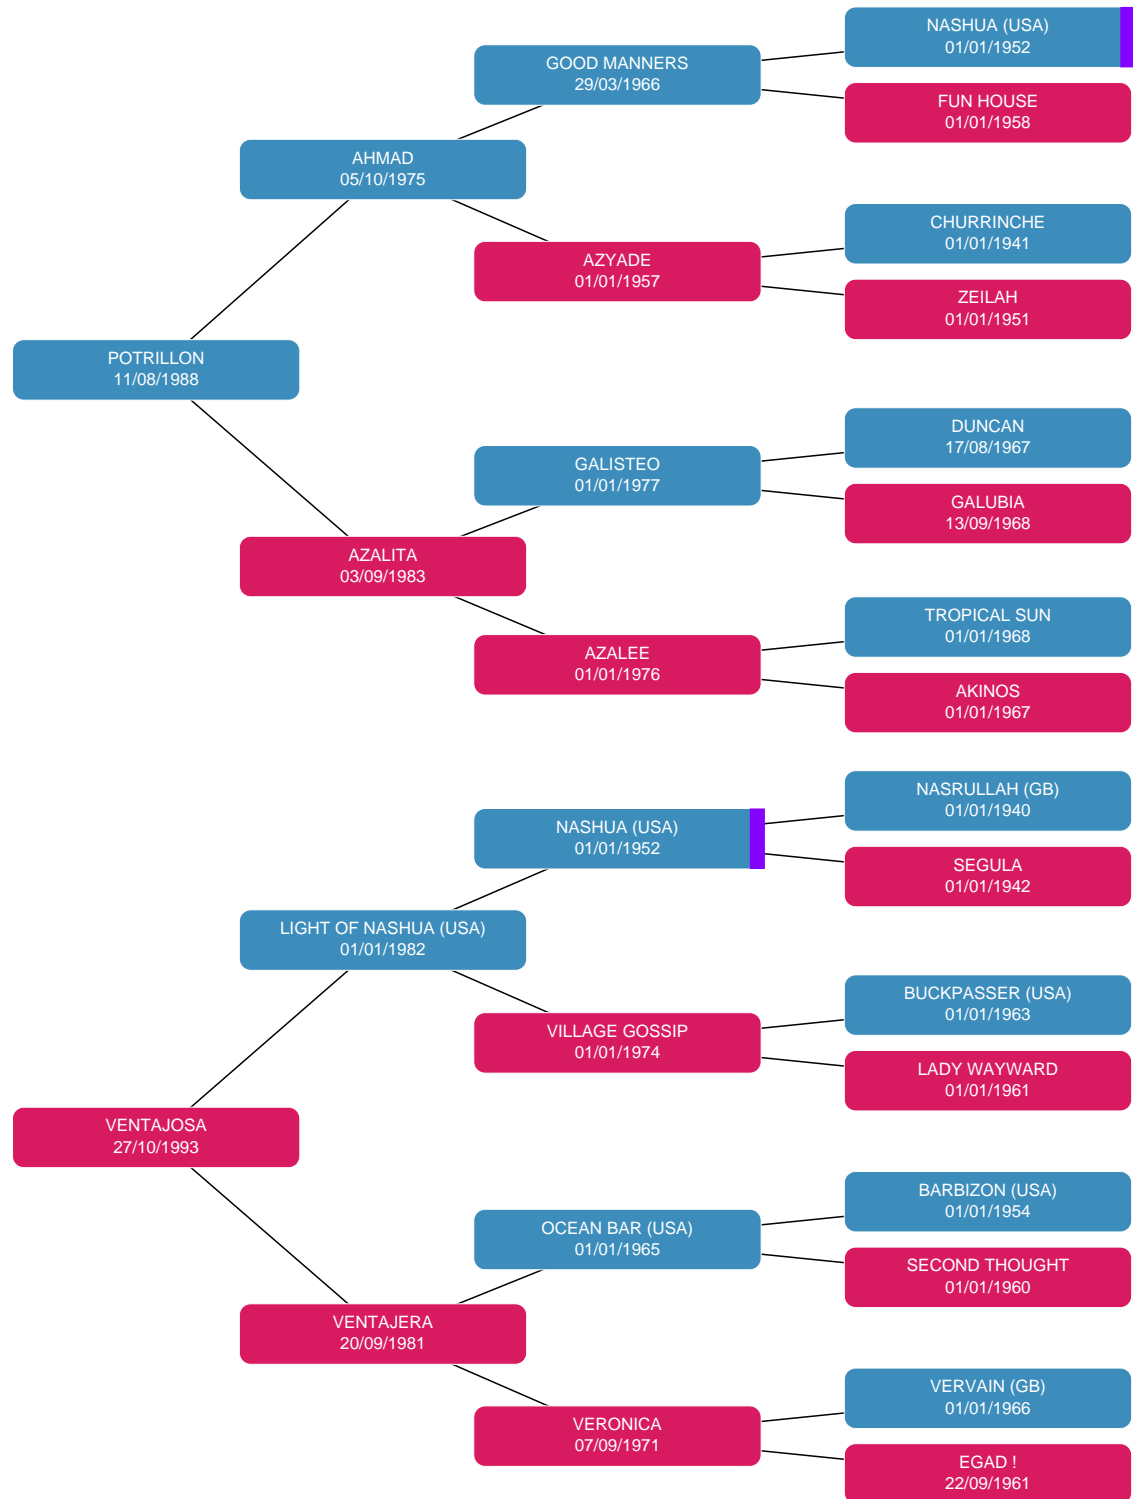 NASHUA (USA)
01/01/1952
GOOD MANNERS
29/03/1966
FUN HOUSE
01/01/1958
AHMAD
05/10/1975
CHURRINCHE
01/01/1941
AZYADE
01/01/1957
ZEILAH
01/01/1951
POTRILLON
11/08/1988
DUNCAN
17/08/1967
GALISTEO
01/01/1977
GALUBIA
13/09/1968
AZALITA
03/09/1983
TROPICAL SUN
01/01/1968
AZALEE
01/01/1976
AKINOS
01/01/1967
NASRULLAH (GB)
01/01/1940
NASHUA (USA)
01/01/1952
SEGULA
01/01/1942
LIGHT OF NASHUA (USA)
01/01/1982
BUCKPASSER (USA)
01/01/1963
VILLAGE GOSSIP
01/01/1974
LADY WAYWARD
01/01/1961
VENTAJOSA
27/10/1993
BARBIZON (USA)
01/01/1954
OCEAN BAR (USA)
01/01/1965
SECOND THOUGHT
01/01/1960
VENTAJERA
20/09/1981
VERVAIN (GB)
01/01/1966
VERONICA
07/09/1971
EGAD !
22/09/1961